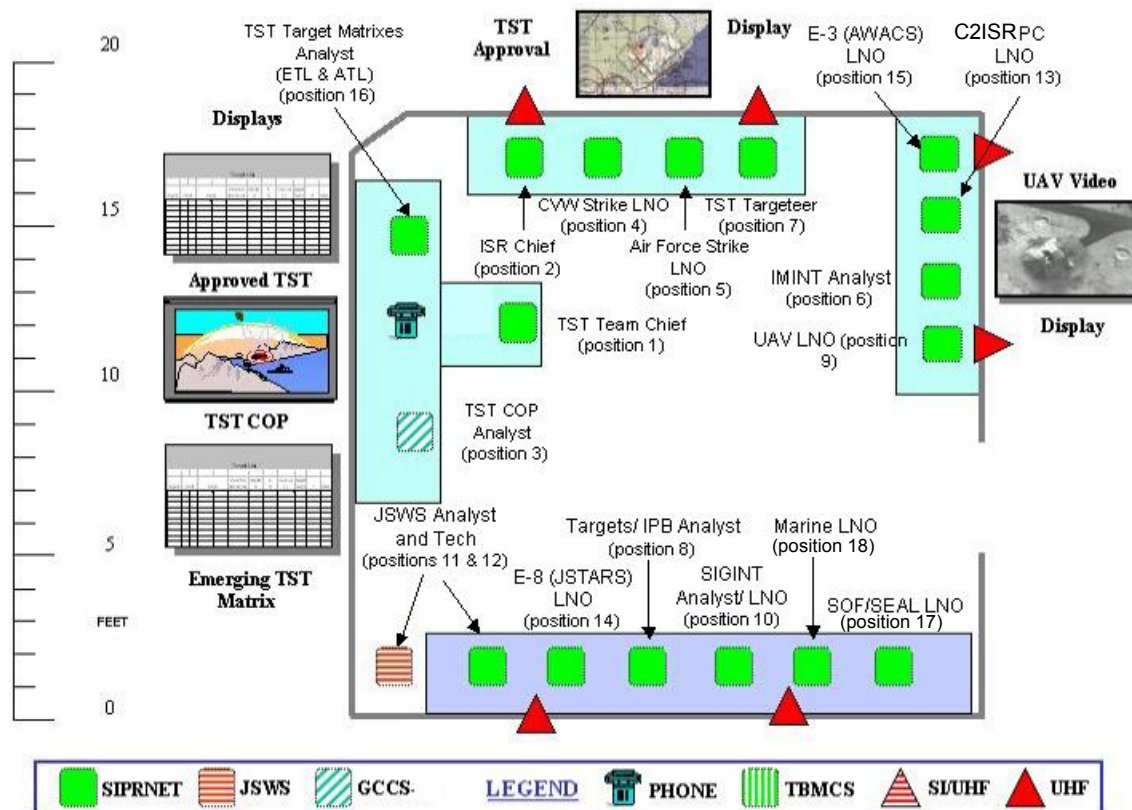 20
15
10
5
FEET
0
TST Target Matrixes
Analyst
(ETL & ATL)
(position 16)
TST
Approval
Display
E-3 (AWACS)
LNO
(position 15)
C2ISRPC
LNO
(position 13)
Displays
Approved TST
TST COP
Emerging TST
Matrix
CVW Strike LNO
(position 4)
ISR Chief
(position 2)
TST Targeteer
(position 7)
Air Force Strike
LNO
(position 5)
TST Team Chief
(position 1)
TST COP
Analyst
(position 3)
UAV Video
IMINT Analyst
(position 6)
UAV LNO (position
9)
Display
JSWS Analyst
and Tech
(positions 11 & 12)
E-8 (JSTARS)
LNO
(position 14)
Targets/ IPB Analyst
(position 8)
SIGINT
Analyst/ LNO
(position 10)
Marine LNO
(position 18)
SOF/SEAL LNO
(position 17)
SIPRNET JSWS GCCS- LEGEND PHONE TBMCS SI/UHF UHF